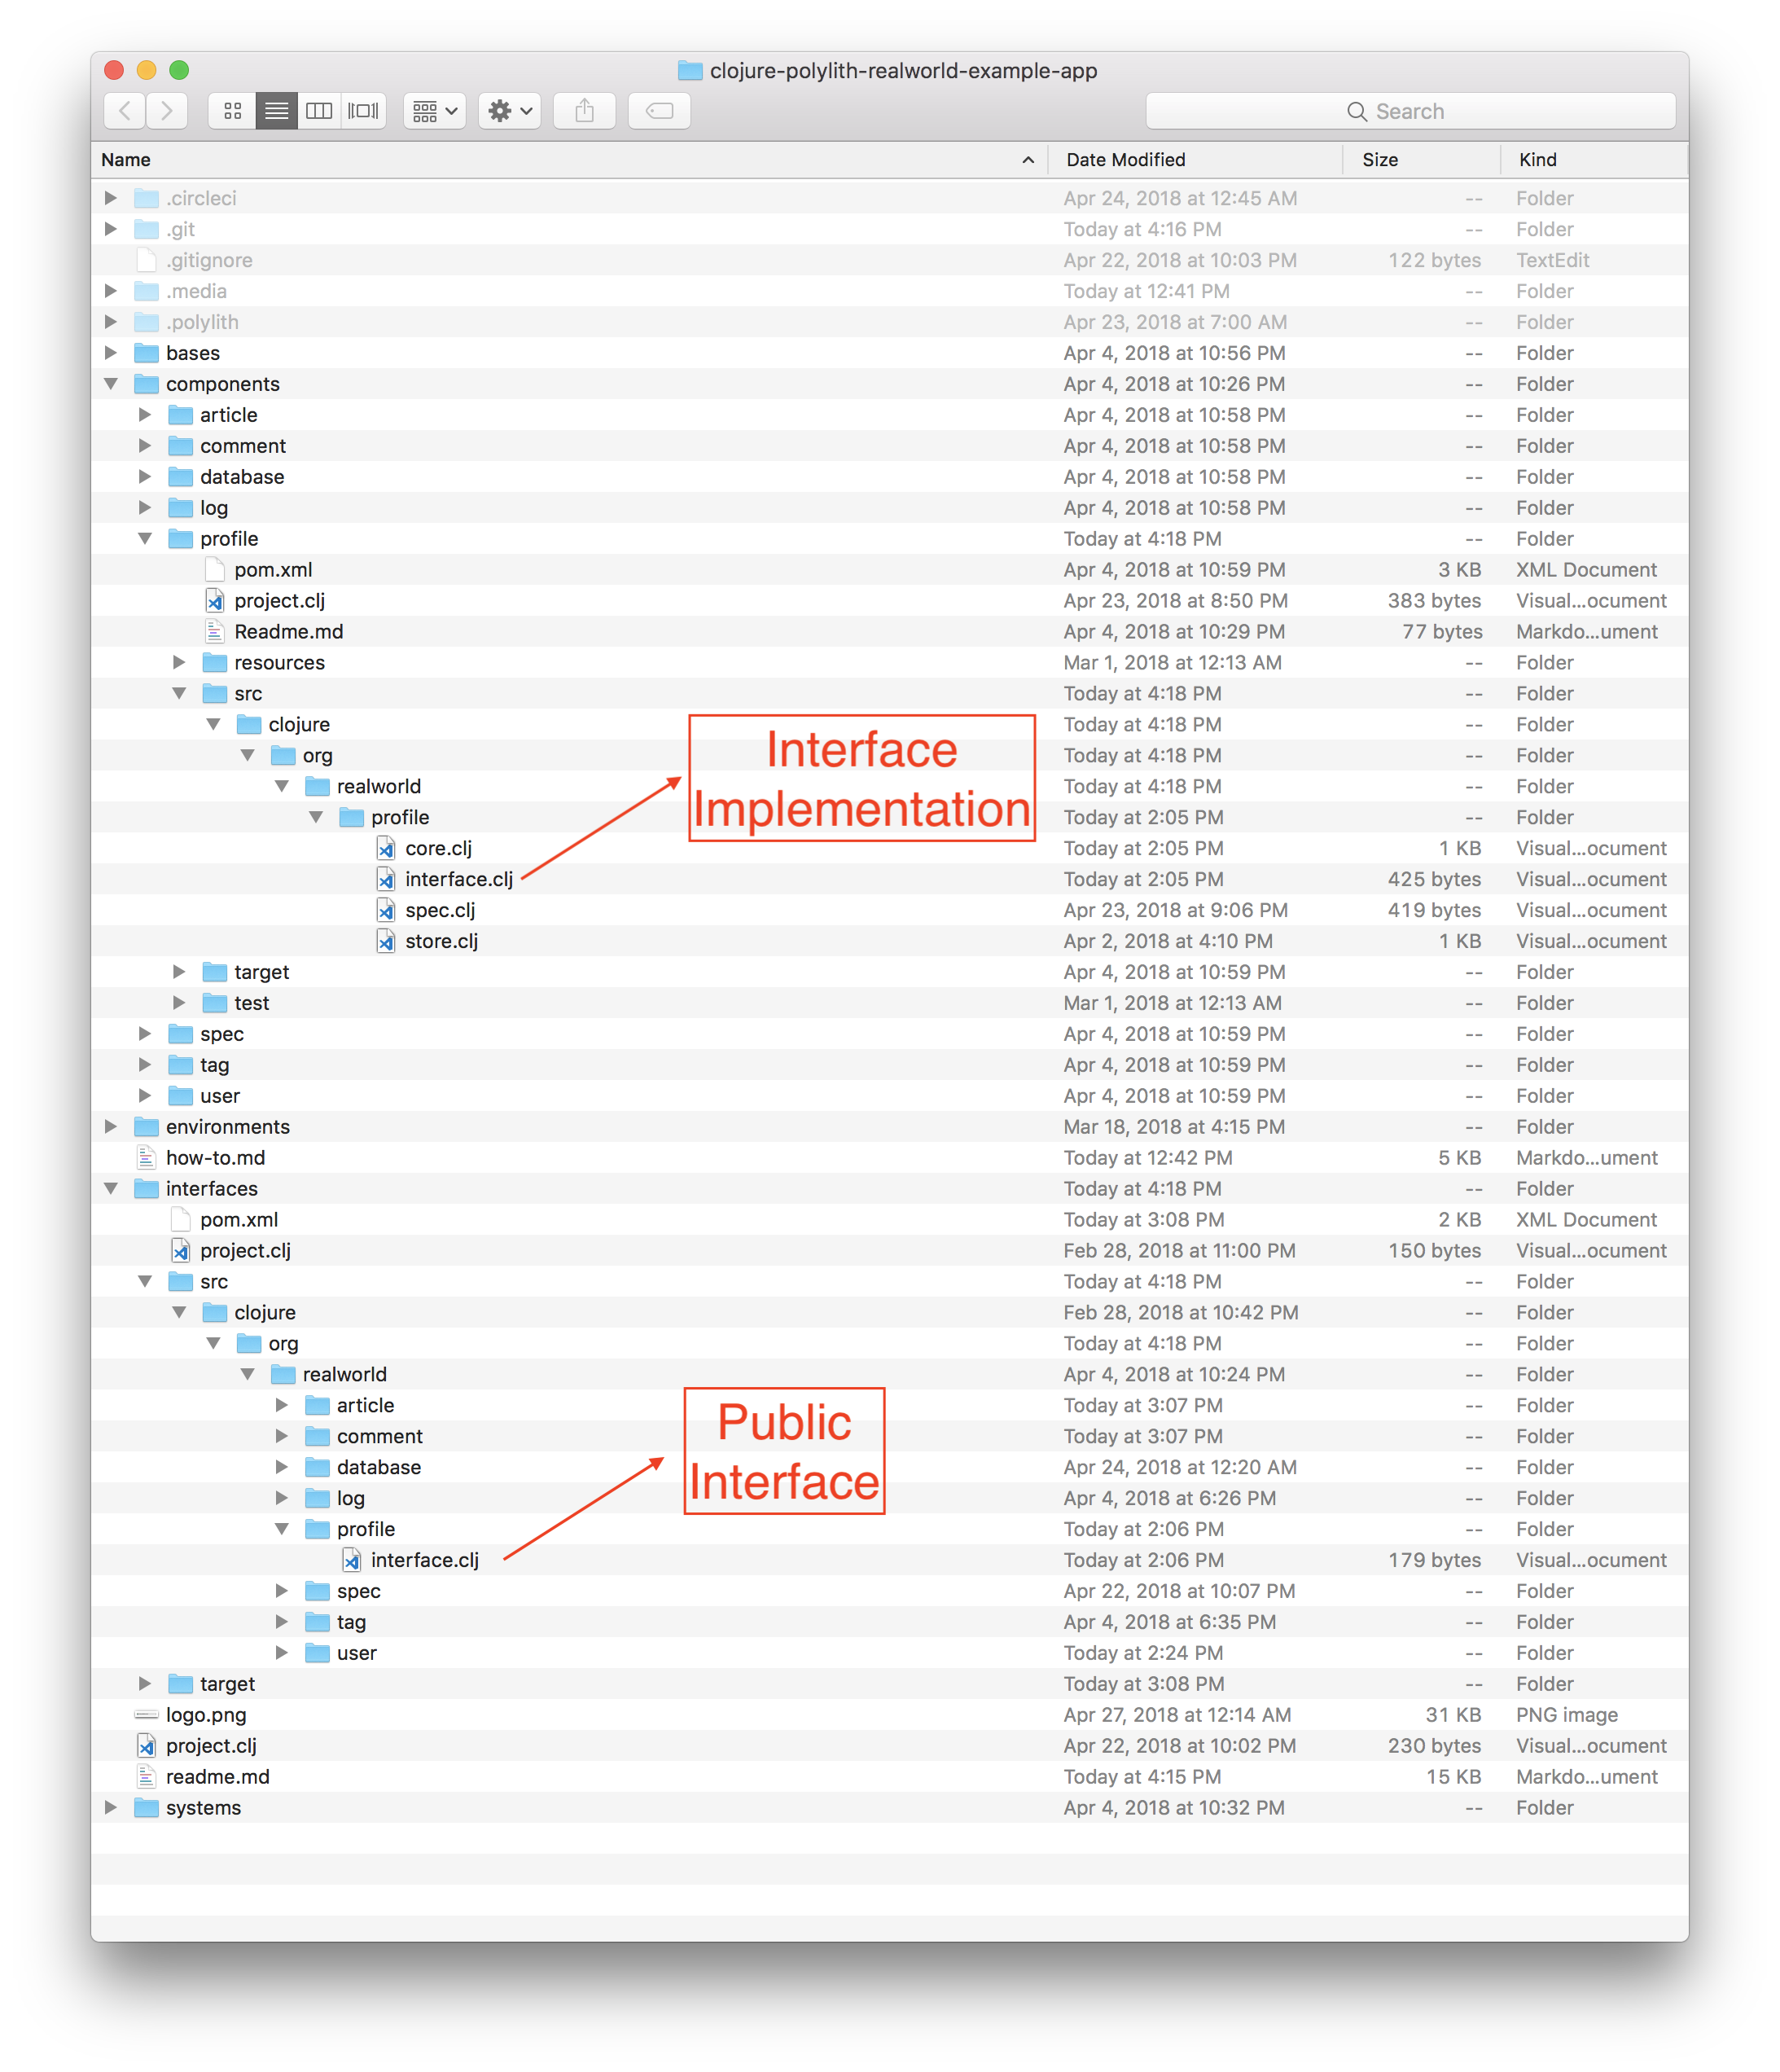 clojure-polylith-realworld-example-app
Search
Name Date Modified Size Kind
.circleci Apr 24, 2018 at 12:45 AM -- Folder
.git Today at 4:16 PM -- Folder
.gitignore Apr 22, 2018 at 10:03 PM 122 bytes TextEdit
.media Today at 12:41 PM -- Folder
.polylith Apr 23, 2018 at 7:00 AM -- Folder
bases Apr 4, 2018 at 10:56 PM -- Folder
components Apr 4, 2018 at 10:26 PM -- Folder
article Apr 4, 2018 at 10:58 PM -- Folder
comment Apr 4, 2018 at 10:58 PM -- Folder
database Apr 4, 2018 at 10:58 PM -- Folder
log Apr 4, 2018 at 10:58 PM -- Folder
profile Today at 4:18 PM -- Folder
pom.xml Apr 4, 2018 at 10:59 PM 3 KB XML Document
project.clj Apr 23, 2018 at 8:50 PM 383 bytes Visual...ocument
Readme.md Apr 4, 2018 at 10:29 PM 77 bytes Markdo...ument
resources Mar 1, 2018 at 12:13 AM -- Folder
src Today at 4:18 PM -- Folder
clojure Today at 4:18 PM -- Folder
org Today at 4:18 PM -- Folder
realworld Today at 4:18 PM -- Folder
profile Today at 2:05 PM -- Folder
Interface
Implementation
core.clj Today at 2:05 PM 1 KB Visual...ocument
interface.clj Today at 2:05 PM 425 bytes Visual...ocument
spec.clj Apr 23, 2018 at 9:06 PM 419 bytes Visual...ocument
store.clj Apr 2, 2018 at 4:10 PM 1 KB Visual...ocument
target Apr 4, 2018 at 10:59 PM -- Folder
test Mar 1, 2018 at 12:13 AM -- Folder
spec Apr 4, 2018 at 10:59 PM -- Folder
tag Apr 4, 2018 at 10:59 PM -- Folder
user Apr 4, 2018 at 10:59 PM -- Folder
environments Mar 18, 2018 at 4:15 PM -- Folder
how-to.md Today at 12:42 PM 5 KB Markdo...ument
interfaces Today at 4:18 PM -- Folder
pom.xml Today at 3:08 PM 2 KB XML Document
project.clj Feb 28, 2018 at 11:00 PM 150 bytes Visual...ocument
src Today at 4:18 PM -- Folder
clojure Feb 28, 2018 at 10:42 PM -- Folder
org Today at 4:18 PM -- Folder
realworld Apr 4, 2018 at 10:24 PM -- Folder
article Today at 3:07 PM -- Folder
comment Today at 3:07 PM -- Folder
database Apr 24, 2018 at 12:20 AM -- Folder
log Apr 4, 2018 at 6:26 PM -- Folder
Public
Interface
profile Today at 2:06 PM -- Folder
interface.clj Today at 2:06 PM 179 bytes Visual...ocument
spec Apr 22, 2018 at 10:07 PM -- Folder
tag Apr 4, 2018 at 6:35 PM -- Folder
user Today at 2:24 PM -- Folder
target Today at 3:08 PM -- Folder
logo.png Apr 27, 2018 at 12:14 AM 31 KB PNG image
project.clj Apr 22, 2018 at 10:02 PM 230 bytes Visual...ocument
readme.md Today at 4:15 PM 15 KB Markdo...ument
systems Apr 4, 2018 at 10:32 PM -- Folder